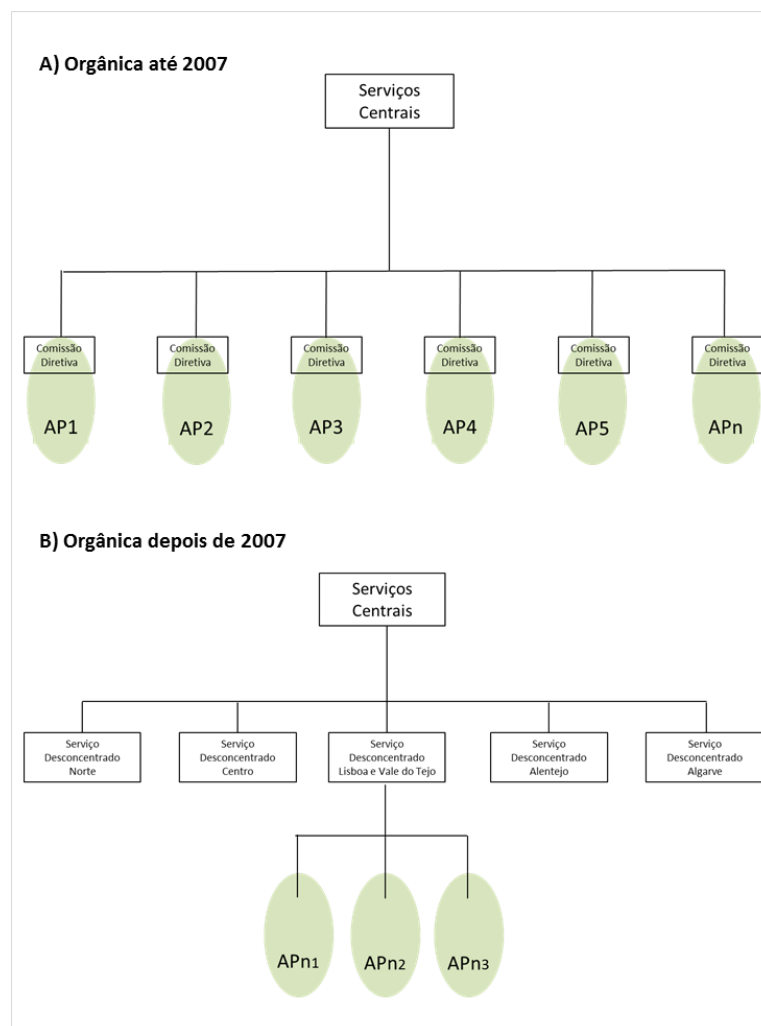 A) Orgânica até 2007
Serviços
Centrais
Comissão
Diretiva
Comissão
Diretiva
Comissão
Diretiva
Comissão
Diretiva
Comissão
Diretiva
Comissão
Diretiva
AP1
AP2
AP3
AP4
AP5
APn
B) Orgânica depois de 2007
Serviços
Centrais
Serviço
Desconcentrado
Norte
Serviço
Desconcentrado
Centro
Serviço
Desconcentrado
Lisboa e Vale do Tejo
Serviço
Desconcentrado
Alentejo
Serviço
Desconcentrado
Algarve
APn1
APn2
APn3